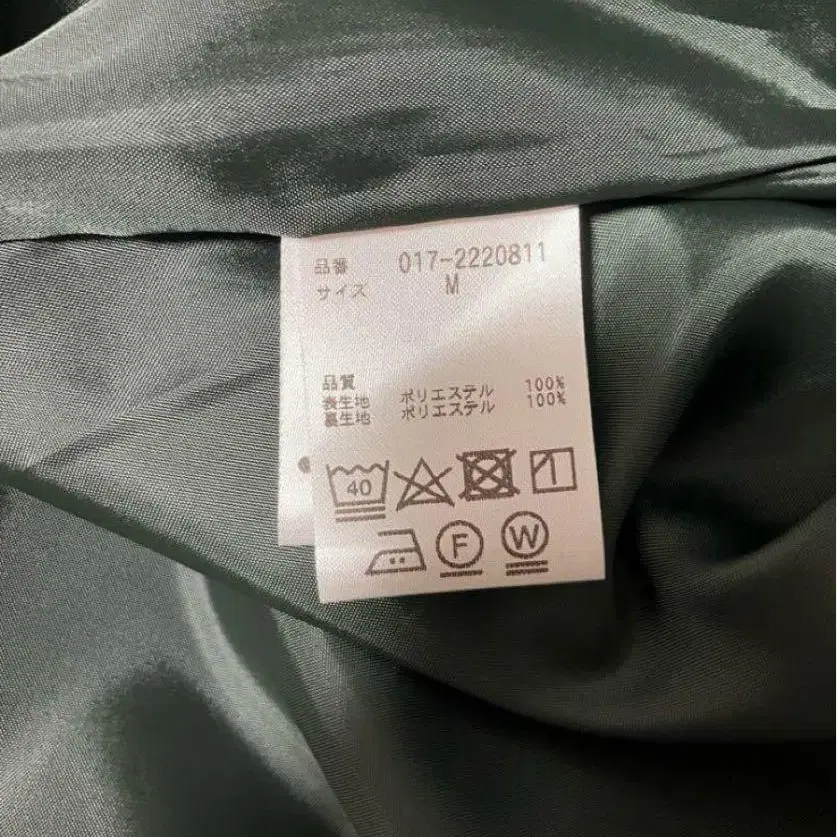 品番 017-2220811
サイズ M
品質
表生地 ポリエステル 100%
裏生地 ポリエステル 100%
40
F W